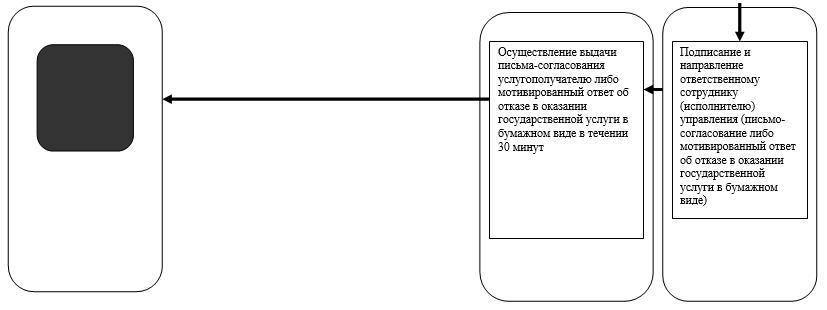 Осуществление выдачи
письма-согласования
услугополучателю либо
мотивированный ответ об
отказе в оказании
государственной услуги в
бумажном виде в течении
30 минут
Подписание и
направление
ответственному
сотруднику
(исполнителю)
управления (письмо-
согласование либо
мотивированный ответ
об отказе в оказании
государственной
услуги в бумажном
виде)